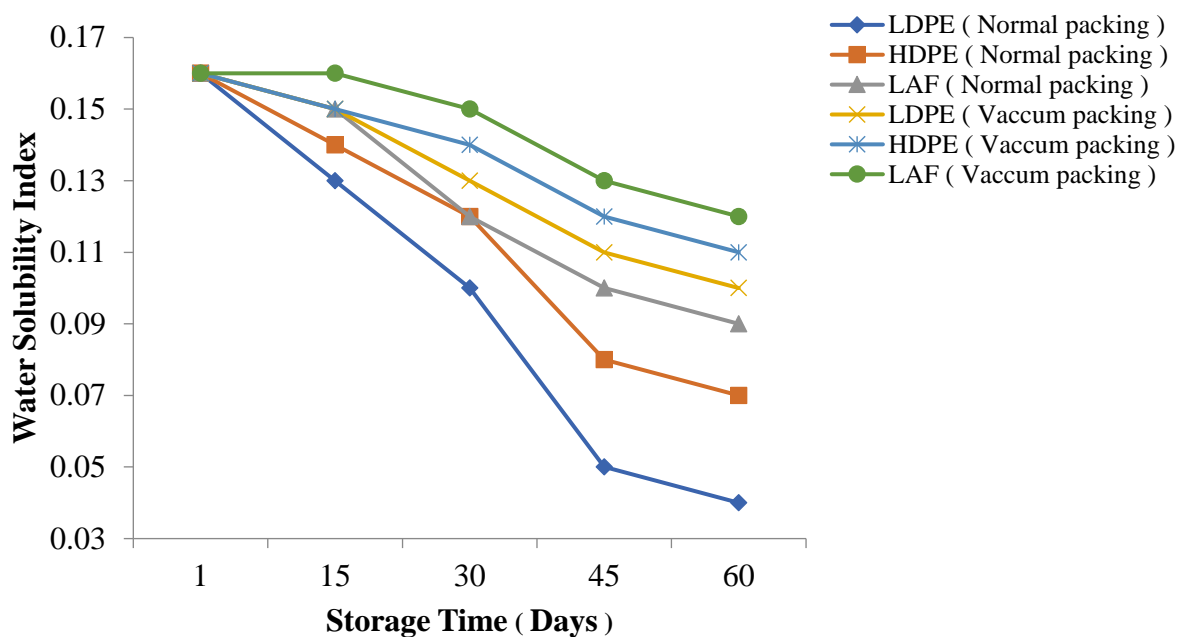 LDPE ( Normal packing )
HDPE ( Normal packing )
LAF ( Normal packing )
LDPE ( Vaccum packing )
HDPE ( Vaccum packing )
LAF ( Vaccum packing )
Water Solubility Index
0.17
0.15
0.13
0.11
0.09
0.07
0.05
0.03
1 15 30 45 60
Storage Time ( Days )